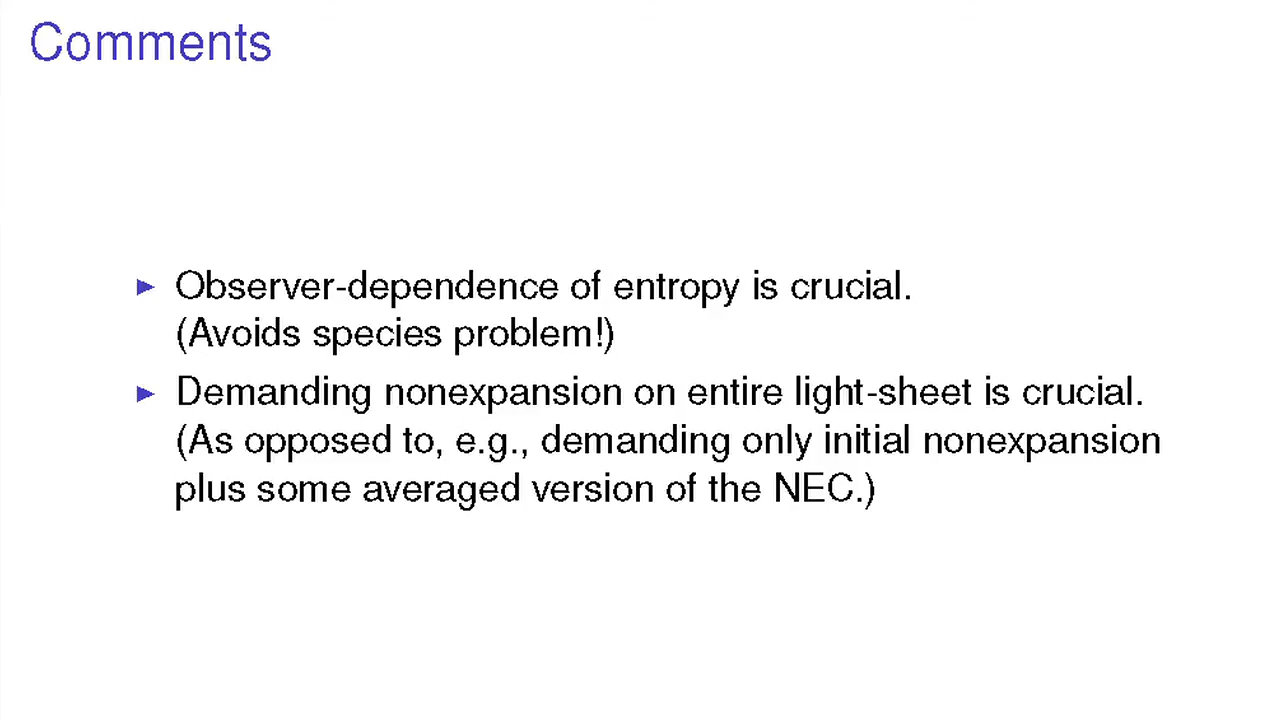 Comments
▶ Observer-dependence of entropy is crucial.
(Avoids species problem!)
▶ Demanding nonexpansion on entire light-sheet is crucial.
(As opposed to, e.g., demanding only initial nonexpansion
plus some averaged version of the NEC.)